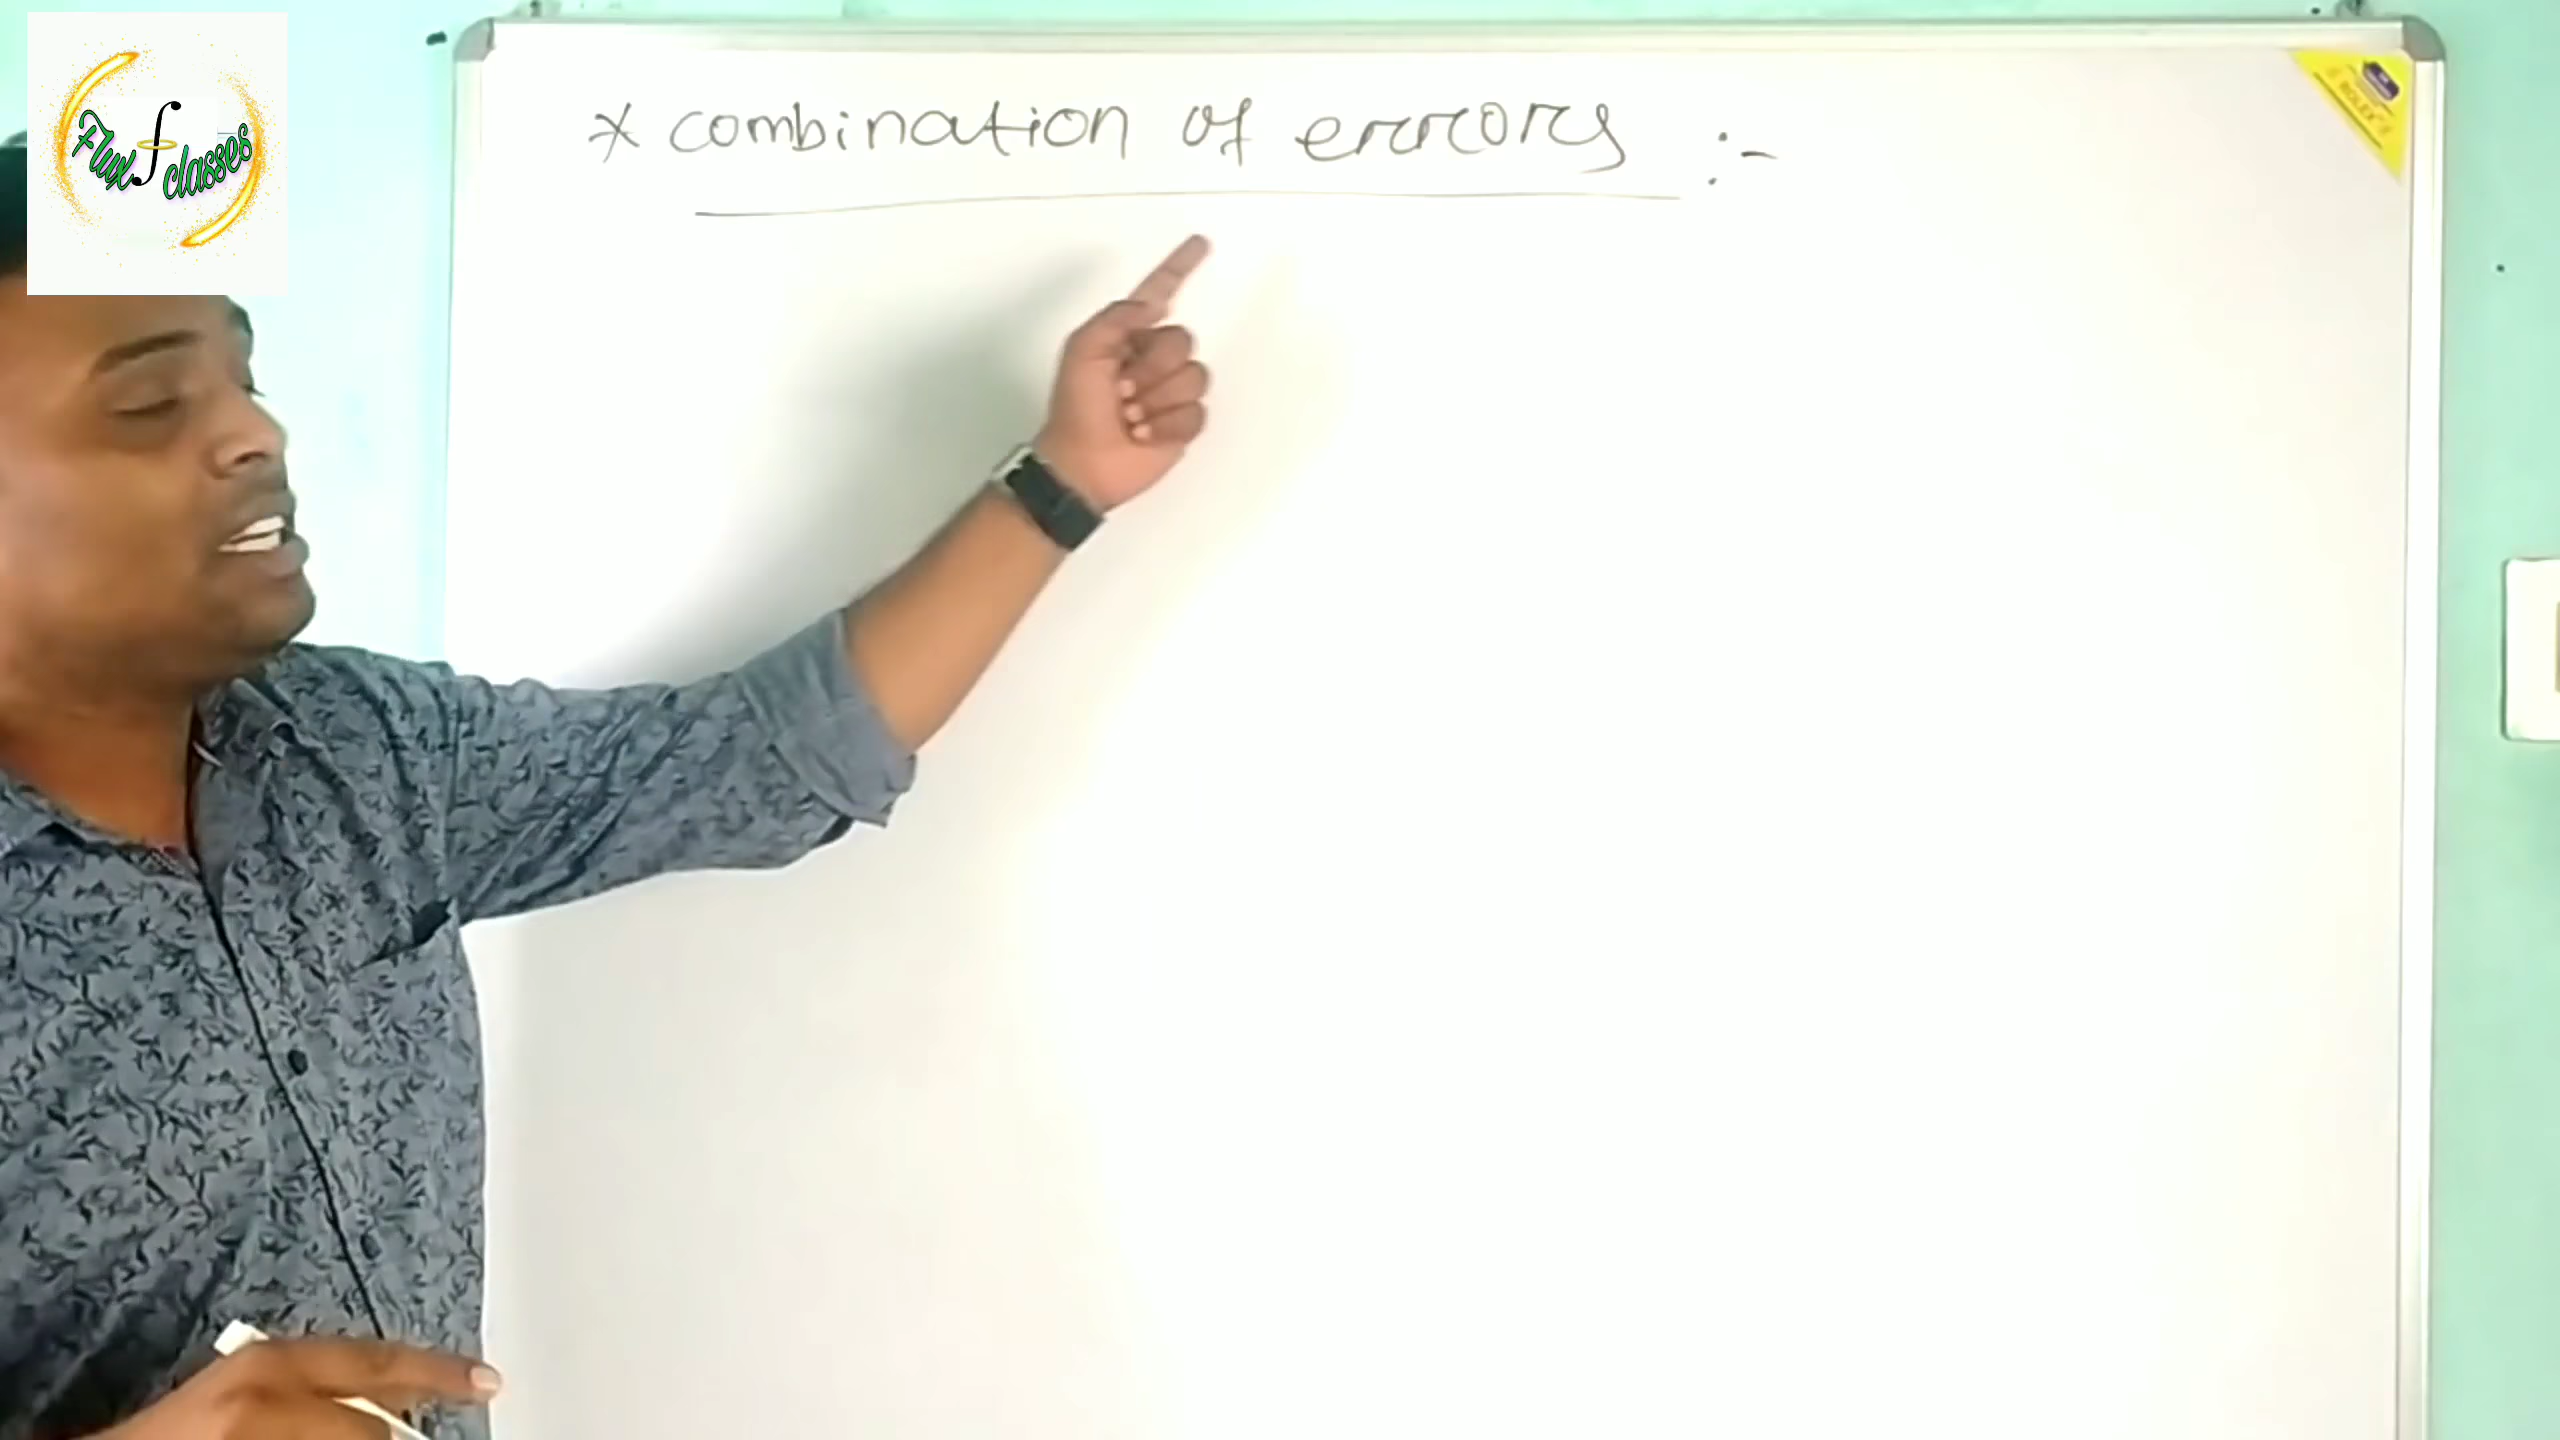 Flux classes
* combination of errors :-